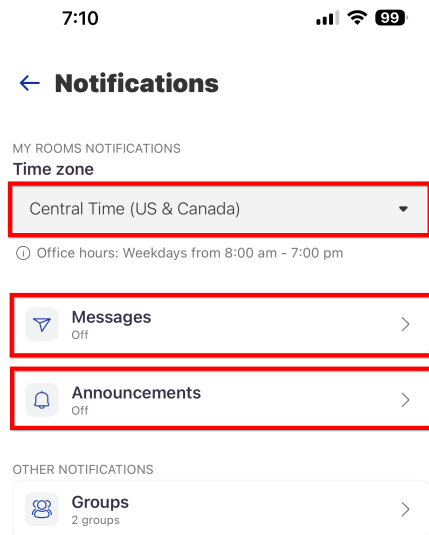 7:10
99
Notifications
MY ROOMS NOTIFICATIONS
Time zone
Central Time (US & Canada)
Office hours: Weekdays from 8:00 am - 7:00 pm
Messages
Off
Announcements
Off
OTHER NOTIFICATIONS
Groups
2 groups